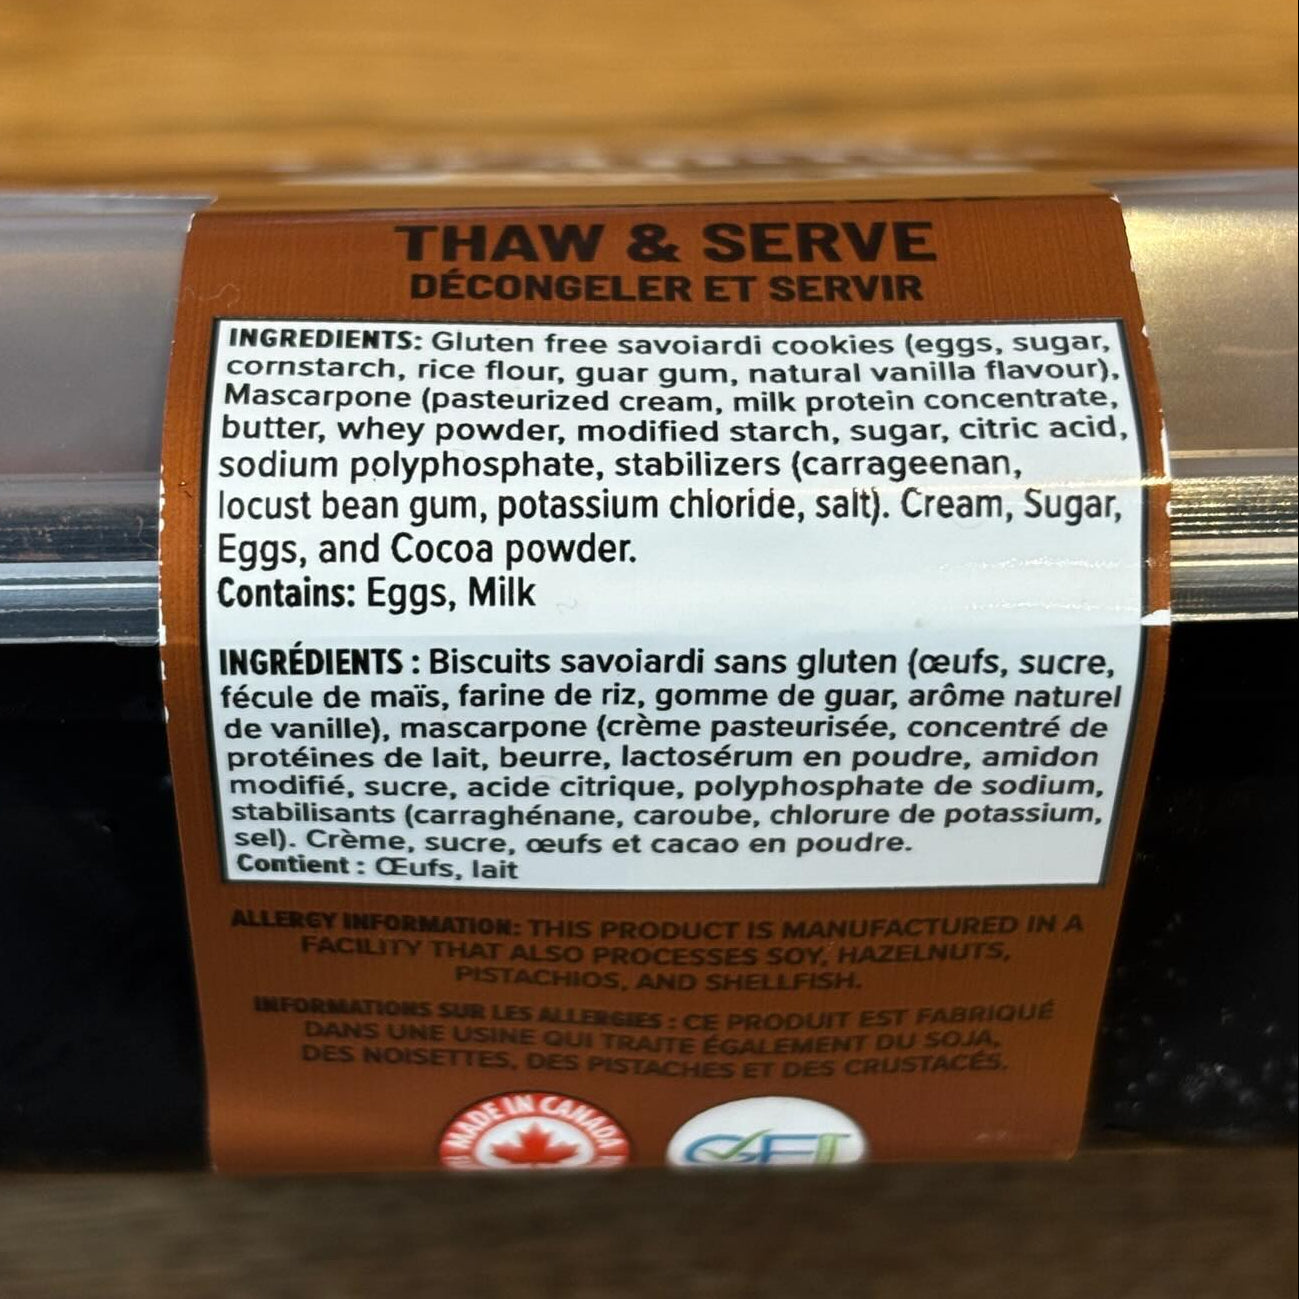 THAW & SERVE
DÉCONGELER ET SERVIR
INGREDIENTS: Gluten free savoiardi cookies (eggs, sugar,
cornstarch, rice flour, guar gum, natural vanilla flavour),
Mascarpone (pasteurized cream, milk protein concentrate,
butter, whey powder, modified starch, sugar, citric acid,
sodium polyphosphate, stabilizers (carrageenan,
locust bean gum, potassium chloride, salt). Cream, Sugar,
Eggs, and Cocoa powder.
Contains: Eggs, Milk
INGRÉDIENTS : Biscuits savoiardi sans gluten (œufs, sucre,
fécule de maïs, farine de riz, gomme de guar, arôme naturel
de vanille), mascarpone (crème pasteurisée, concentré de
protéines de lait, beurre, lactosérum en poudre, amidon
modifié, sucre, acide citrique, polyphosphate de sodium,
stabilisants (carraghénane, caroube, chlorure de potassium,
sel). Crème, sucre, œufs et cacao en poudre.
Contient : Œufs, lait
ALLERGY INFORMATION: THIS PRODUCT IS MANUFACTURED IN A
FACILITY THAT ALSO PROCESSES SOY, HAZELNUTS,
PISTACHIOS, AND SHELLFISH.
INFORMATIONS SUR LES ALLERGIES : CE PRODUIT EST FABRIQUÉ
DANS UNE USINE QUI TRAITE ÉGALEMENT DU SOJA,
DES NOISETTES, DES PISTACHES ET DES CRUSTACÉS.
MADE IN CANADA